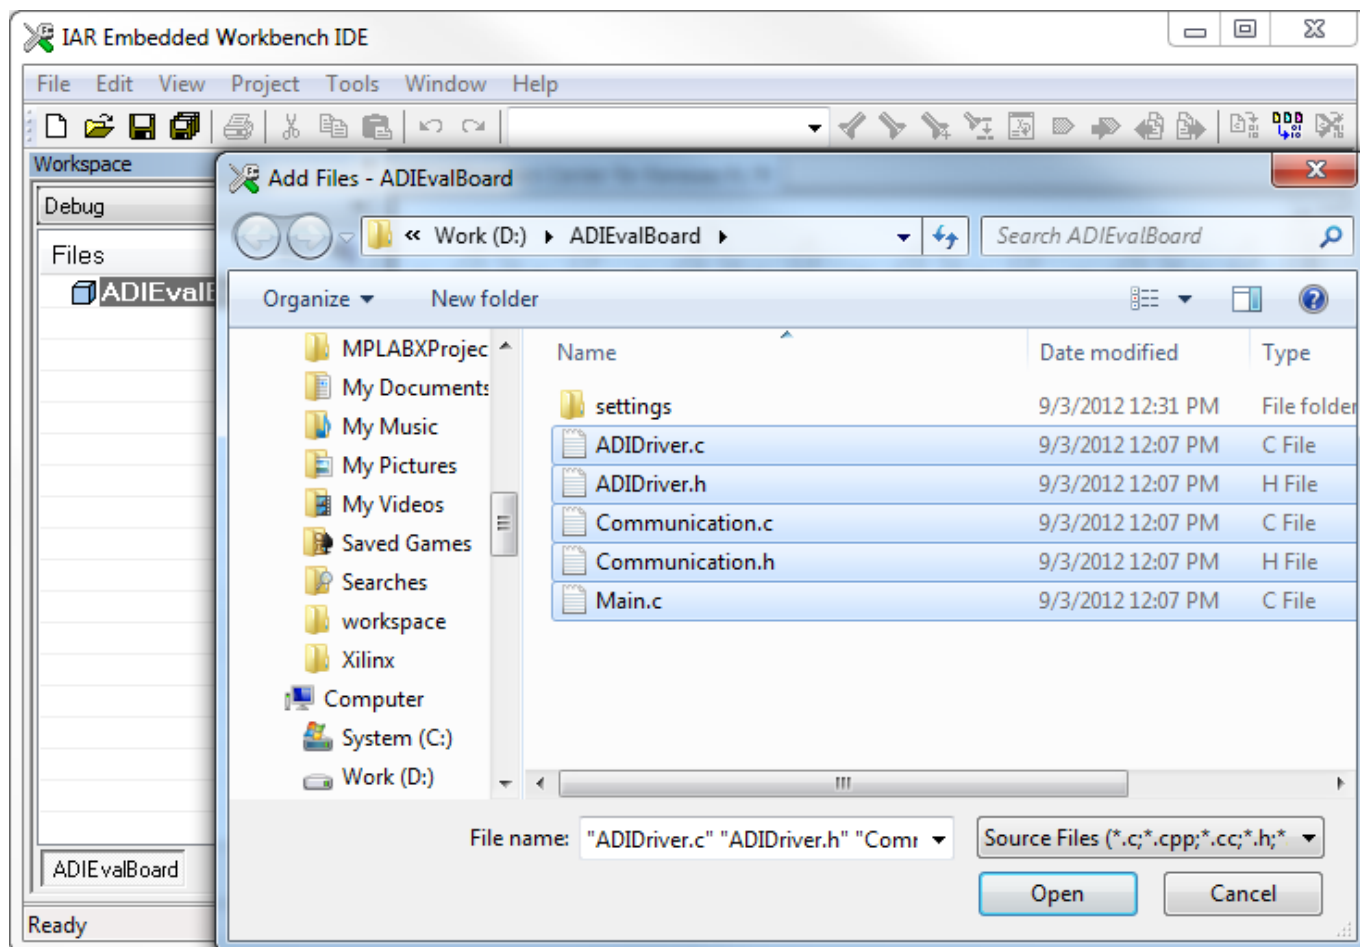 IAR Embedded Workbench IDE
File Edit View Project Tools Window Help
Workspace
Debug
Files
ADIEvalB
ADIEvalBoard
Ready
Add Files - ADIEvalBoard
« Work (D:) ADIEvalBoard
Search ADIEvalBoard
Organize New folder
MPLABXProjec
My Documents
My Music
My Pictures
My Videos
Saved Games
Searches
workspace
Xilinx
Computer
System (C:)
Work (D:)
Name Date modified Type
settings 9/3/2012 12:31 PM File folder
ADIDriver.c 9/3/2012 12:07 PM C File
ADIDriver.h 9/3/2012 12:07 PM H File
Communication.c 9/3/2012 12:07 PM C File
Communication.h 9/3/2012 12:07 PM H File
Main.c 9/3/2012 12:07 PM C File
File name: "ADIDriver.c" "ADIDriver.h" "Comm
Source Files (*.c;*.cpp;*.cc;*.h;*
Open Cancel